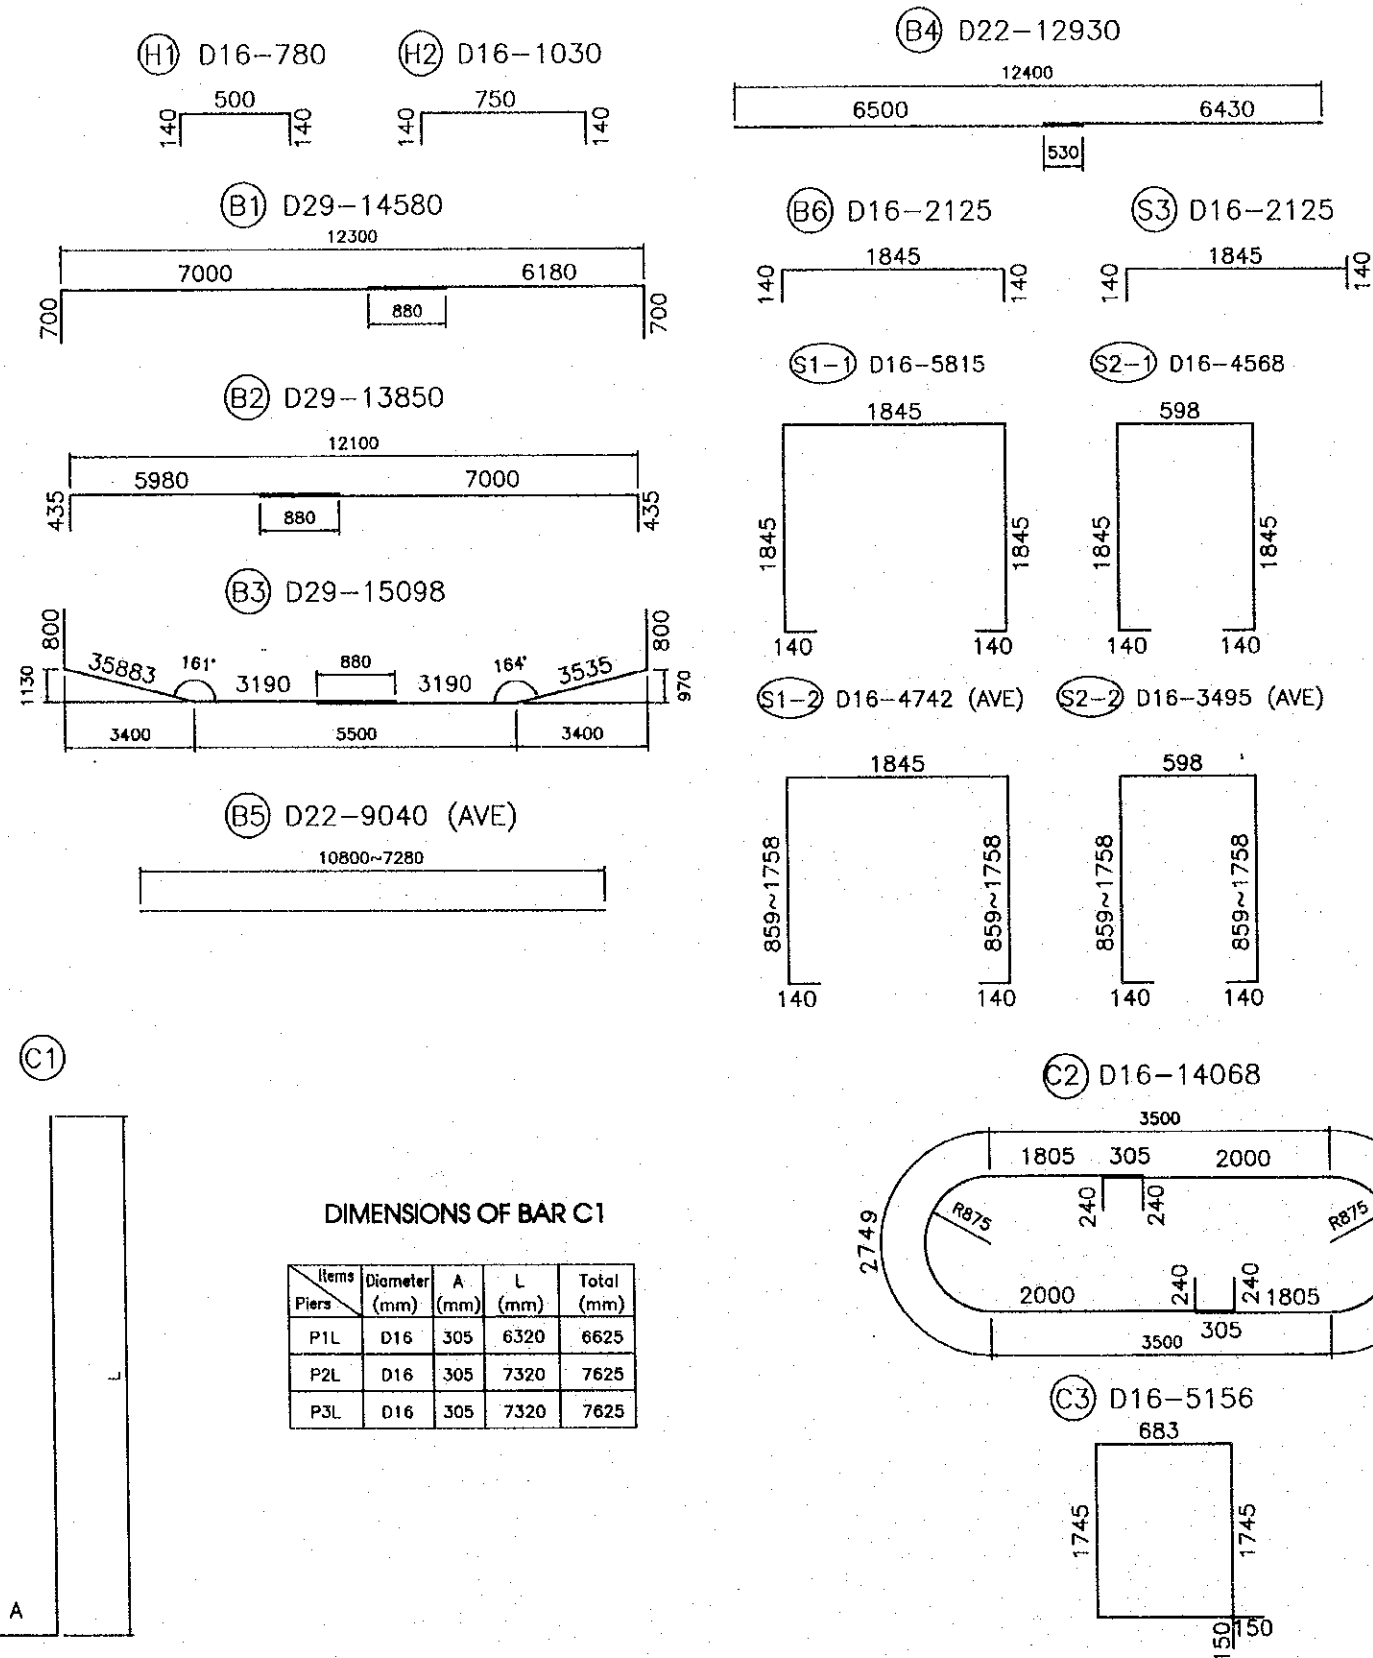 H1 D16-780
500
140
140
H2 D16-1030
750
140
140
B4 D22-12930
12400
6500
6430
530
B1 D29-14580
12300
7000
6180
700
880
700
B6 D16-2125
1845
140
140
S3 D16-2125
1845
140
140
B2 D29-13850
12100
5980
7000
435
880
435
S1-1 D16-5815
1845
1845
1845
140
140
S2-1 D16-4568
598
1845
1845
140
140
B3 D29-15098
800
800
35883
161°
880
164°
3535
1130
3190
3190
970
3400
5500
3400
S1-2 D16-4742 (AVE)
1845
859~1758
859~1758
140
140
S2-2 D16-3495 (AVE)
598
859~1758
859~1758
140
140
B5 D22-9040 (AVE)
10800~7280
C1
L
A
DIMENSIONS OF BAR C1
Items
Piers
Diameter (mm)
A (mm)
L (mm)
Total (mm)
P1L D16 305 6320 6625
P2L D16 305 7320 7625
P3L D16 305 7320 7625
C2 D16-14068
3500
1805 305 2000
240
240
R875
R875
2749
240
240
2000
1805
305
3500
C3 D16-5156
683
1745
1745
150
150